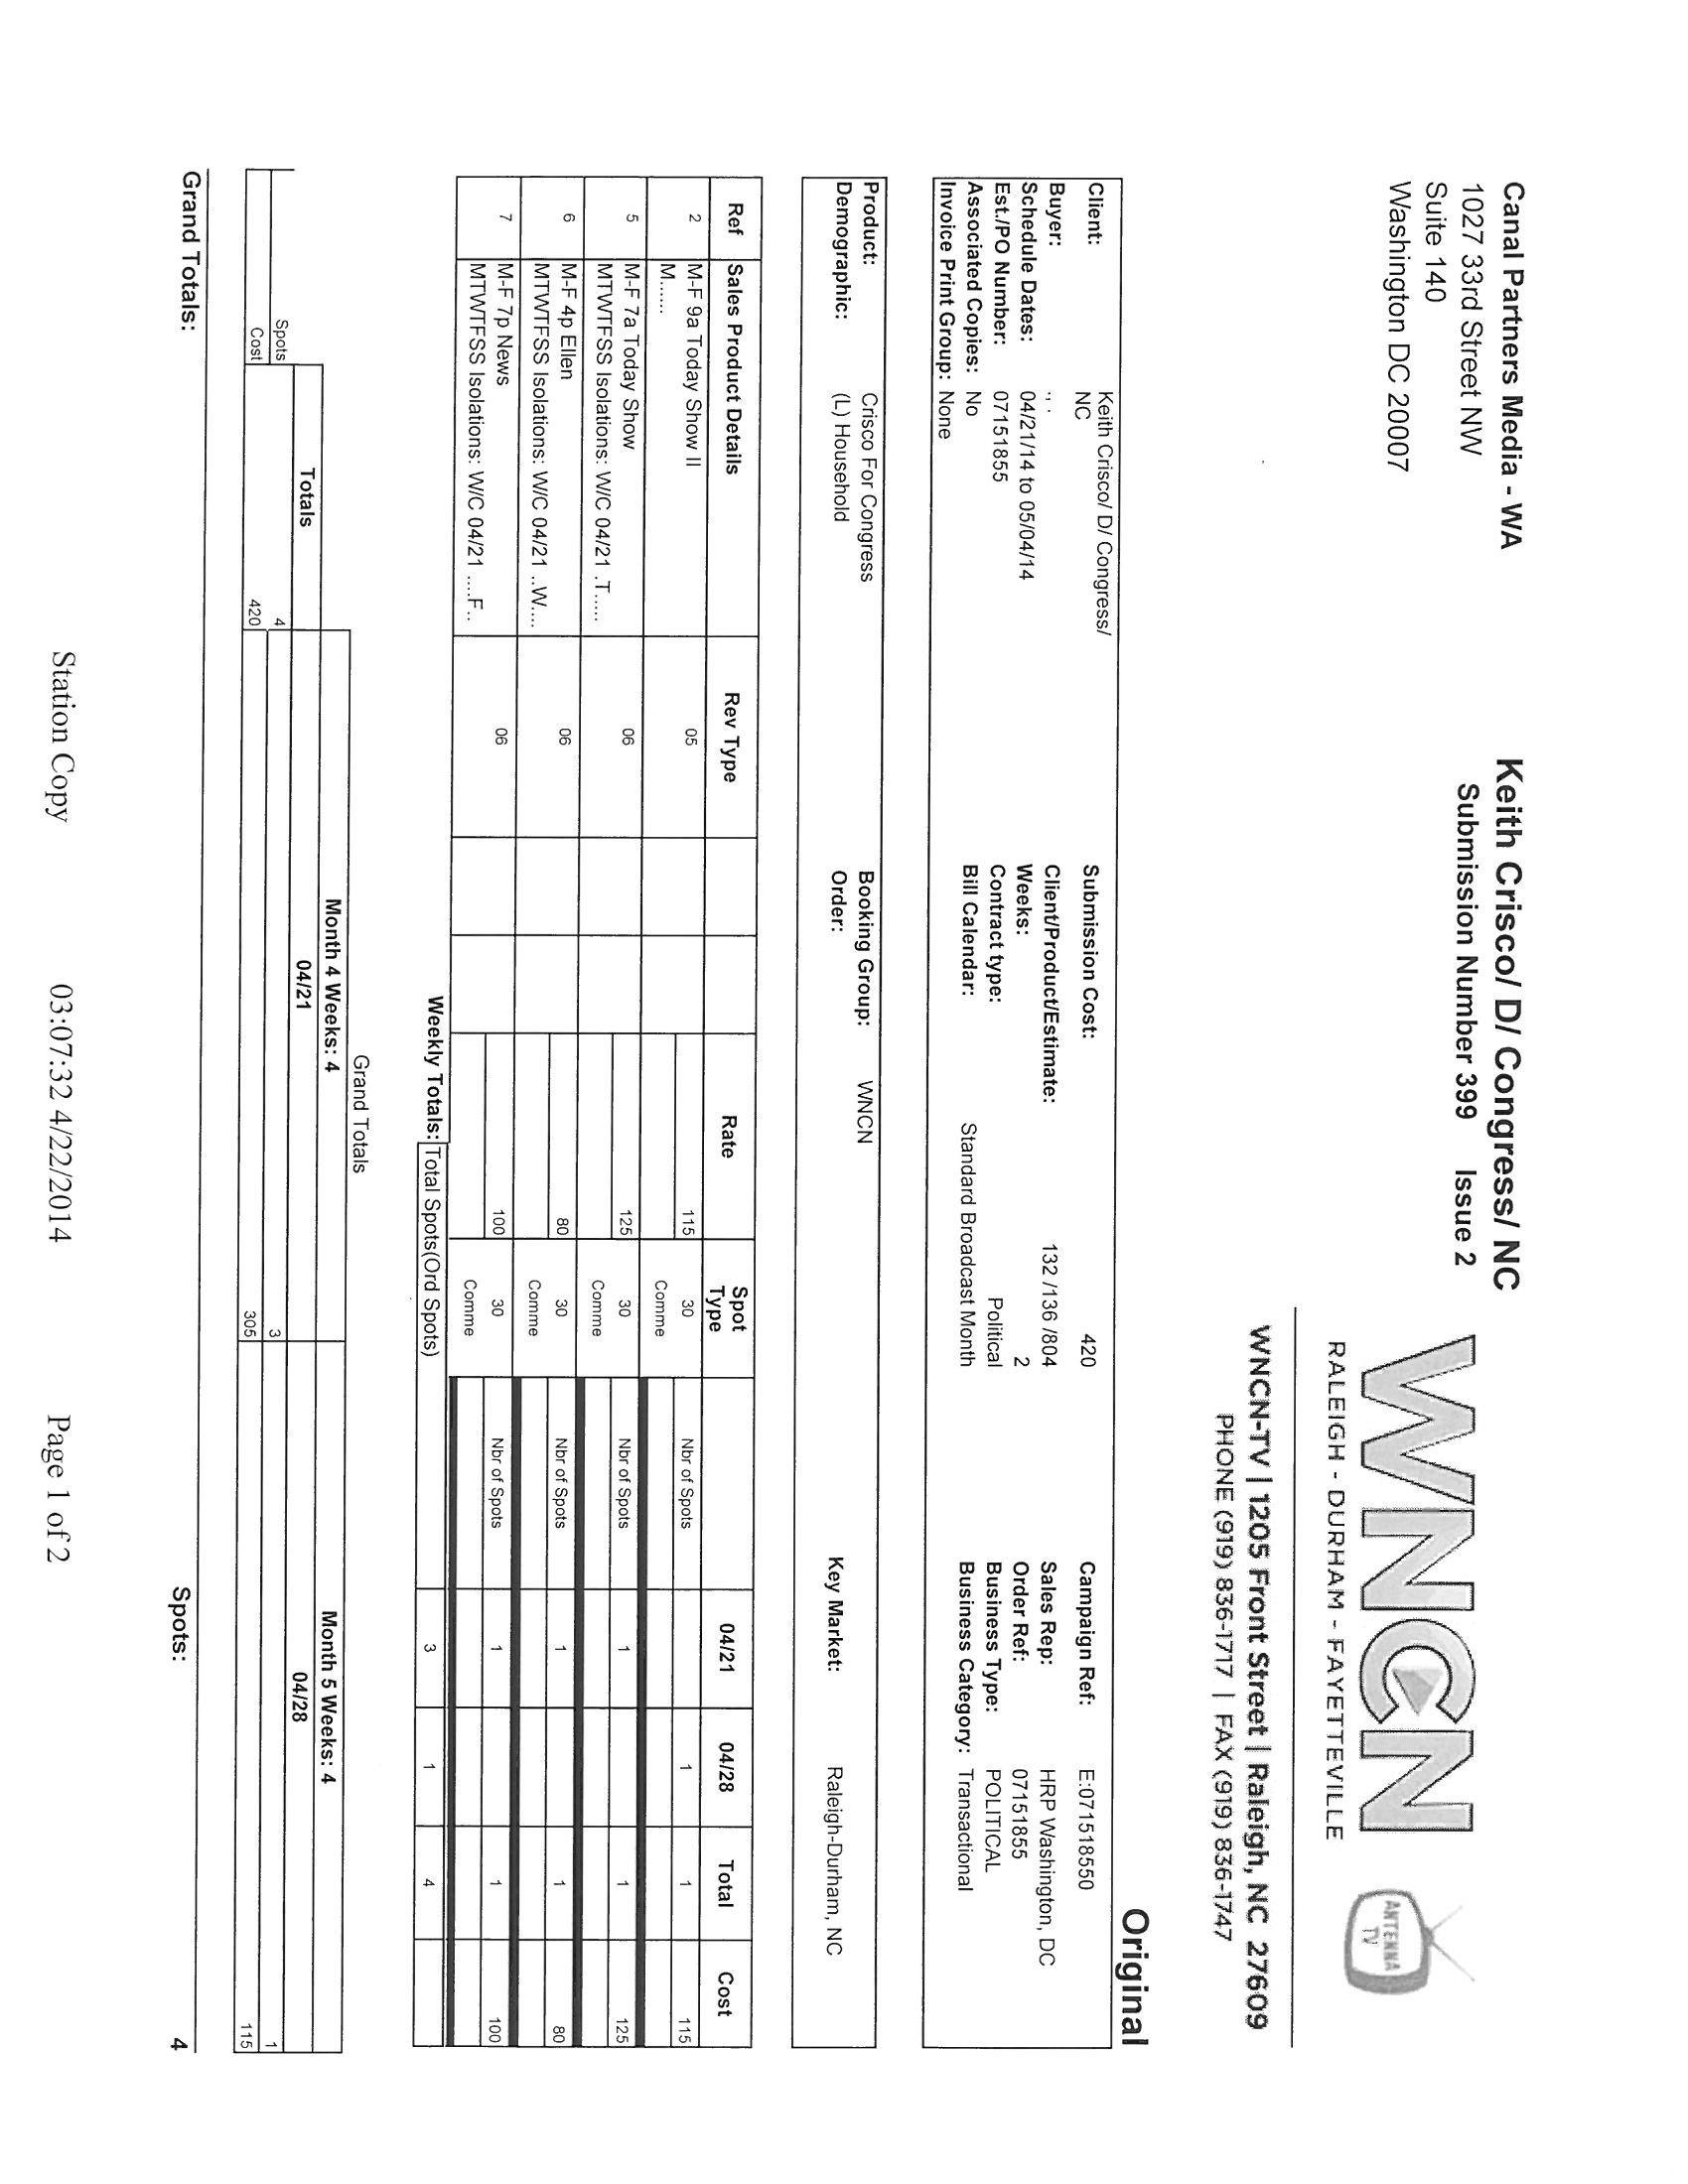 Canal Partners Media - WA
1027 33rd Street NW
Suite 140
Washington DC 20007
Keith Crisco/ D/ Congress/ NC
Submission Number 399 Issue 2
WNCN
RALEIGH - DURHAM - FAYETTEVILLE
ANTENNA TV
WNCN-TV | 1205 Front Street | Raleigh, NC 27609
PHONE (919) 836-1717 | FAX (919) 836-1747
Original
Client: Keith Crisco/ D/ Congress/ NC Submission Cost: 420 Campaign Ref: E:071518550
Buyer: ., . Client/Product/Estimate: 132 /136 /804 Sales Rep: HRP Washington, DC
Schedule Dates: 04/21/14 to 05/04/14 Weeks: 2 Order Ref: 07151855
Est./PO Number: 07151855 Contract type: Political Business Type: POLITICAL
Associated Copies: No Bill Calendar: Standard Broadcast Month Business Category: Transactional
Invoice Print Group: None
Product: Crisco For Congress Booking Group: WNCN
Demographic: (L) Household Order: Key Market: Raleigh-Durham, NC
Ref Sales Product Details Rev Type Rate Spot Type 04/21 04/28 Total Cost
2 M-F 9a Today Show II 05 115 30 Nbr of Spots 1 1 115
M...... Comme
5 M-F 7a Today Show 06 125 30 Nbr of Spots 1 1 125
MTWTFSS Isolations: W/C 04/21 .T..... Comme
6 M-F 4p Ellen 06 80 30 Nbr of Spots 1 1 80
MTWTFSS Isolations: W/C 04/21 ..W.... Comme
7 M-F 7p News 06 100 30 Nbr of Spots 1 1 100
MTWTFSS Isolations: W/C 04/21 ....F.. Comme
Weekly Totals: Total Spots(Ord Spots) 3 1 4
Grand Totals
Month 4 Weeks: 4 Month 5 Weeks: 4
Totals 04/21 04/28
Spots 4 3 1
Cost 420 305 115
Grand Totals: Spots: 4
Station Copy 03:07:32 4/22/2014 Page 1 of 2